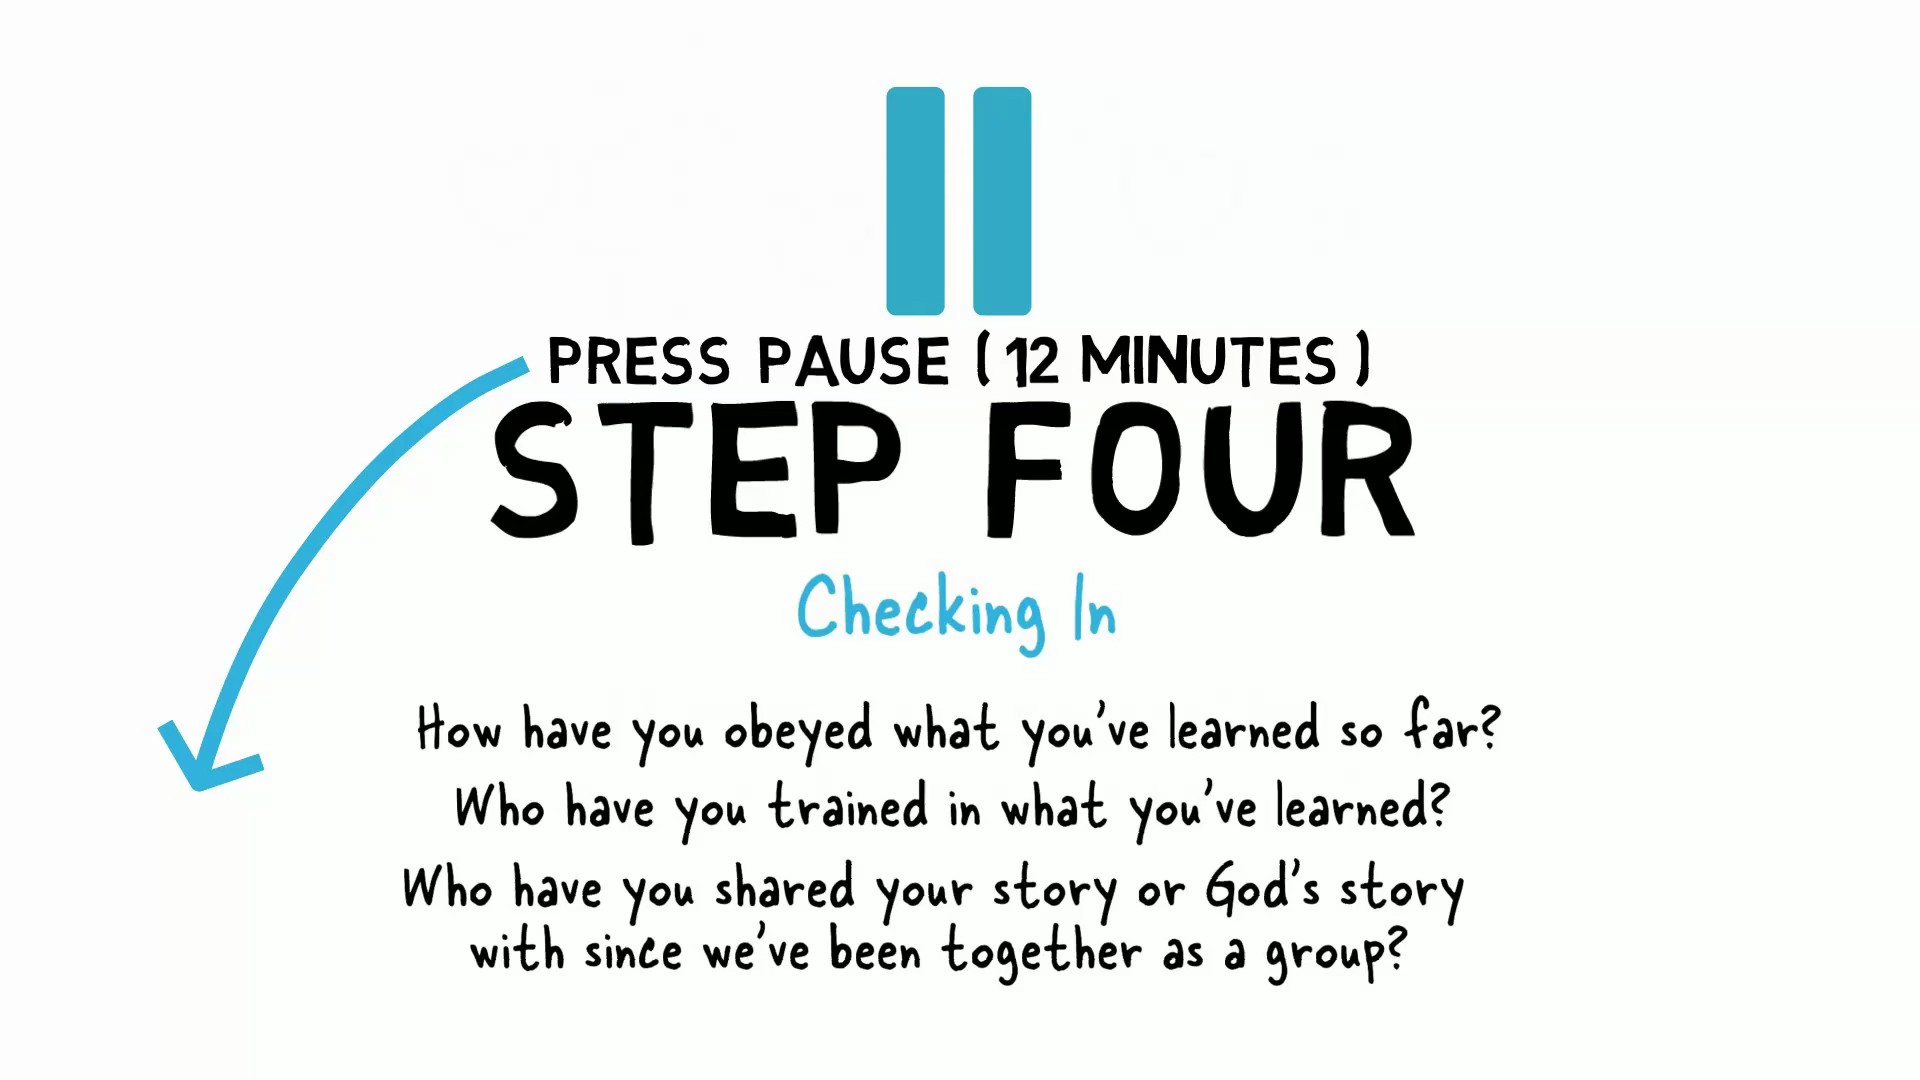 PRESS PAUSE ( 12 MINUTES )
STEP FOUR
Checking In
How have you obeyed what you've learned so far?
Who have you trained in what you've learned?
Who have you shared your story or God's story
with since we've been together as a group?